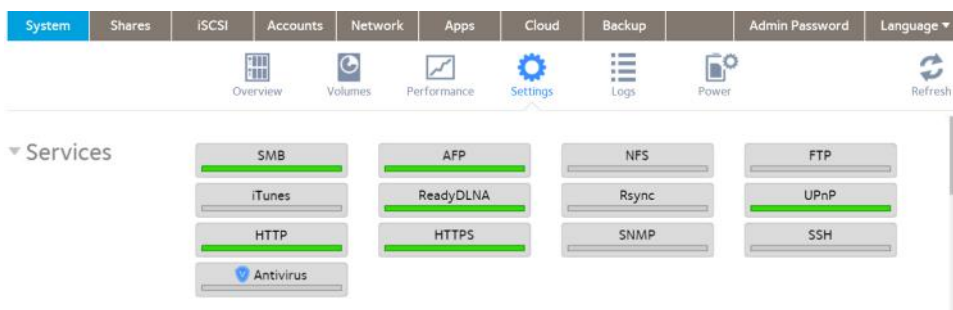 System Shares iSCSI Accounts Network Apps Cloud Backup Admin Password Language
Overview Volumes Performance Settings Logs Power Refresh
Services
SMB AFP NFS FTP
iTunes ReadyDLNA Rsync UPnP
HTTP HTTPS SNMP SSH
V Antivirus